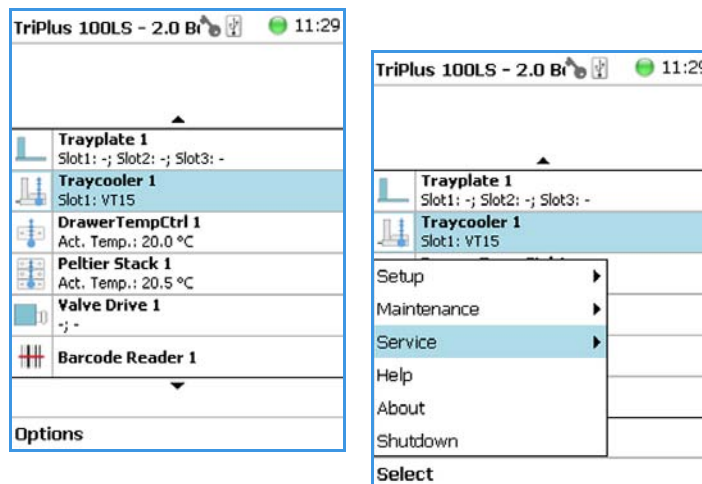 TriPlus 100LS - 2.0 B 11:29
Trayplate 1
Slot1: -; Slot2: -; Slot3: -
Traycooler 1
Slot1: VT15
DrawerTempCtrl 1
Act. Temp.: 20.0 °C
Peltier Stack 1
Act. Temp.: 20.5 °C
Valve Drive 1
-; -
Barcode Reader 1
Options
TriPlus 100LS - 2.0 B 11:29
Trayplate 1
Slot1: -; Slot2: -; Slot3: -
Traycooler 1
Slot1: VT15
Setup
Maintenance
Service
Help
About
Shutdown
Select